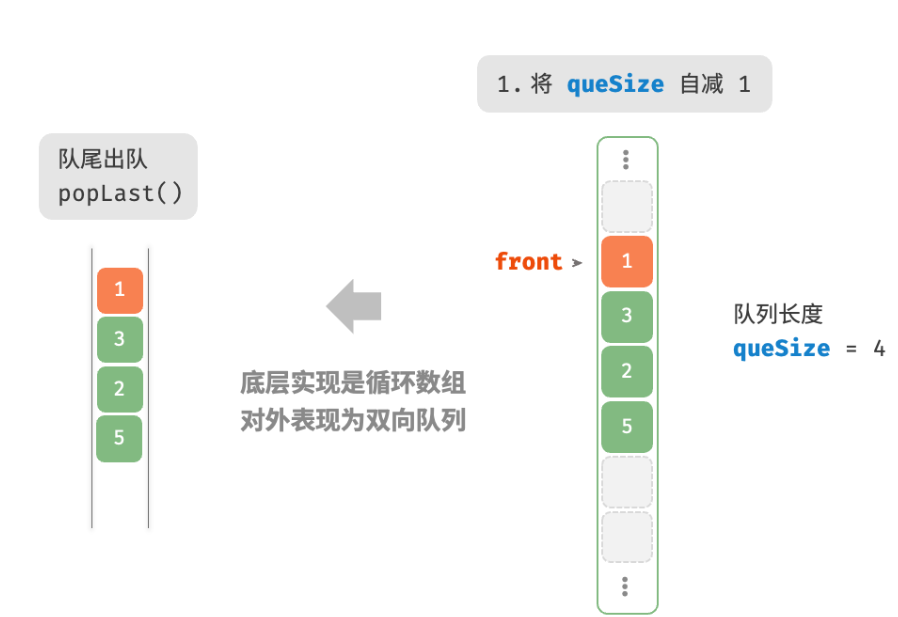 1. 将 queSize 自减 1
队尾出队
popLast()
front
1
3
2
5
1
3
2
5
队列长度
queSize = 4
底层实现是循环数组
对外表现为双向队列